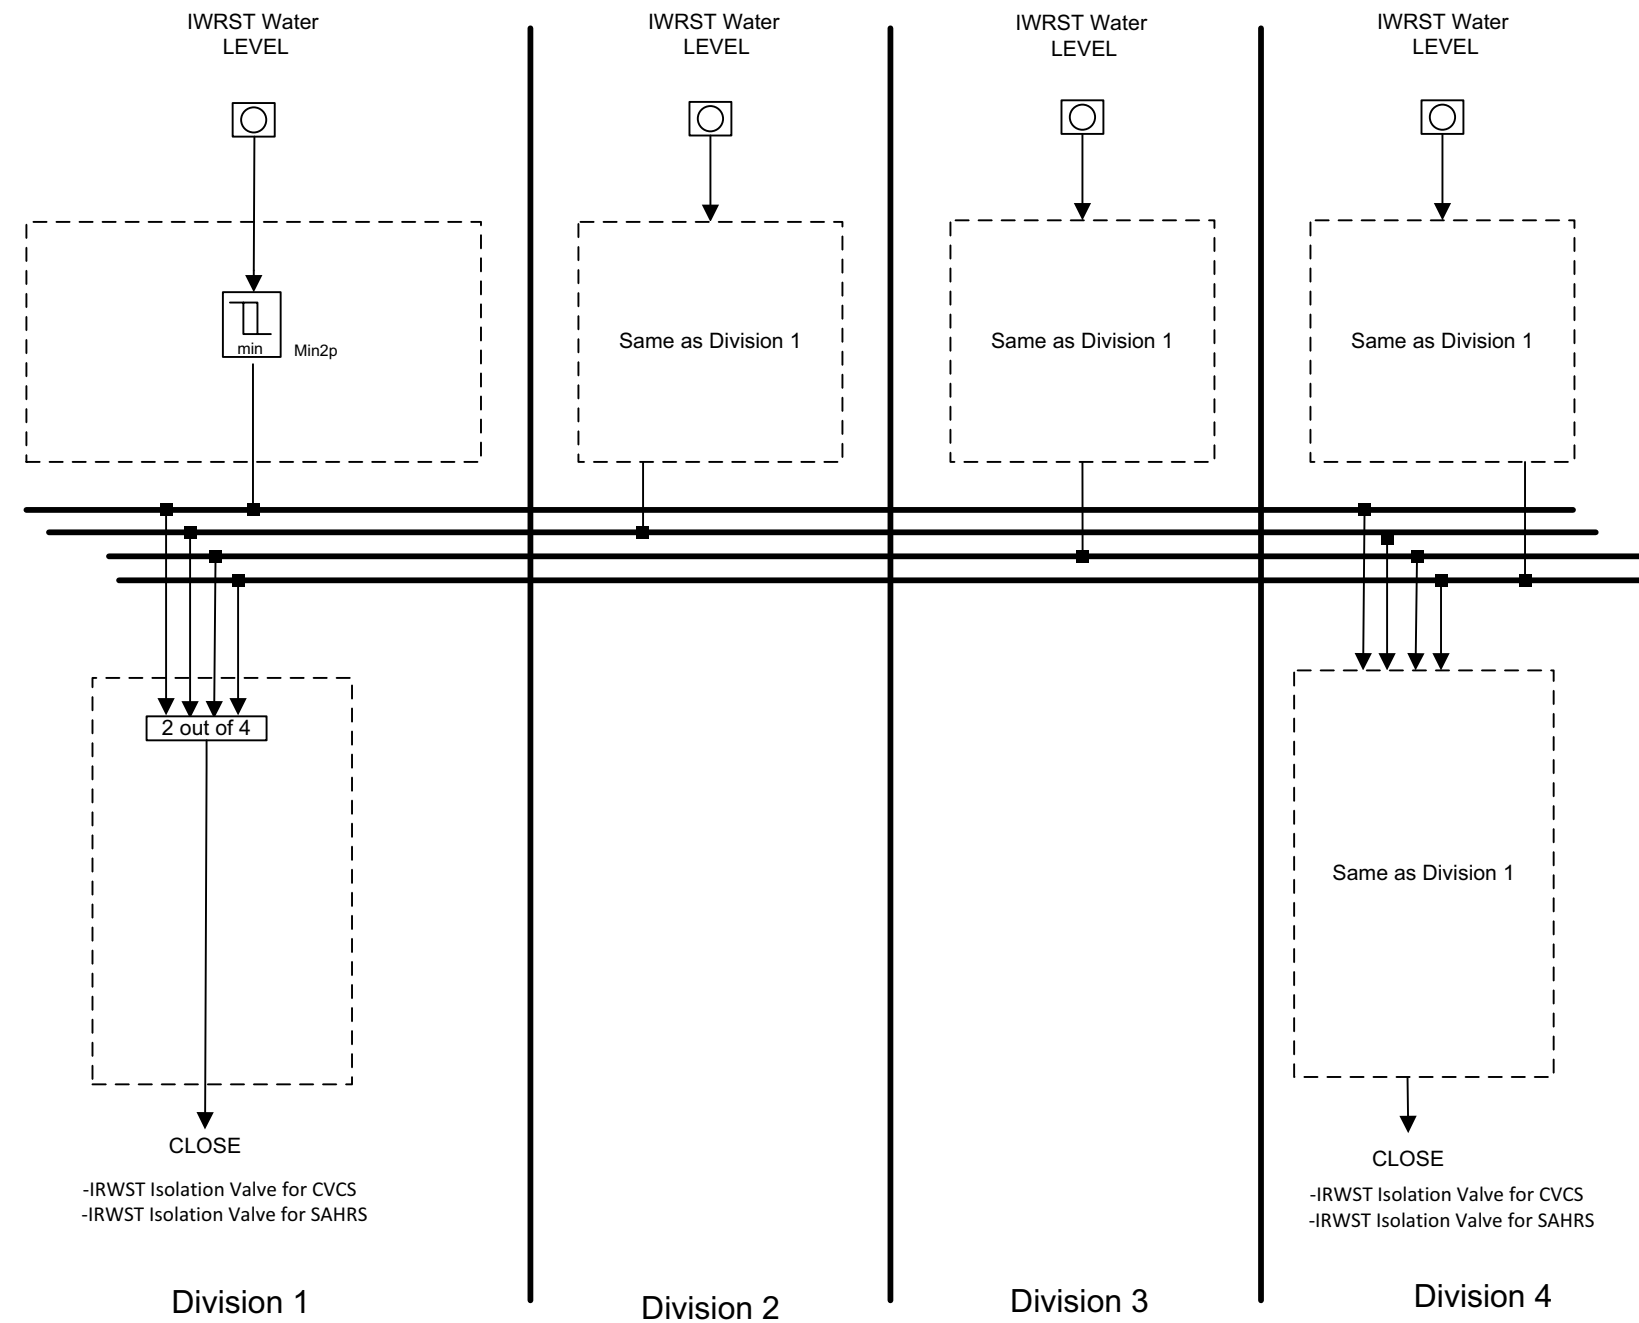 IWRST Water
LEVEL
IWRST Water
LEVEL
IWRST Water
LEVEL
IWRST Water
LEVEL
min
Min2p
Same as Division 1
Same as Division 1
Same as Division 1
2 out of 4
Same as Division 1
CLOSE
-IRWST Isolation Valve for CVCS
-IRWST Isolation Valve for SAHRS
CLOSE
-IRWST Isolation Valve for CVCS
-IRWST Isolation Valve for SAHRS
Division 1
Division 2
Division 3
Division 4